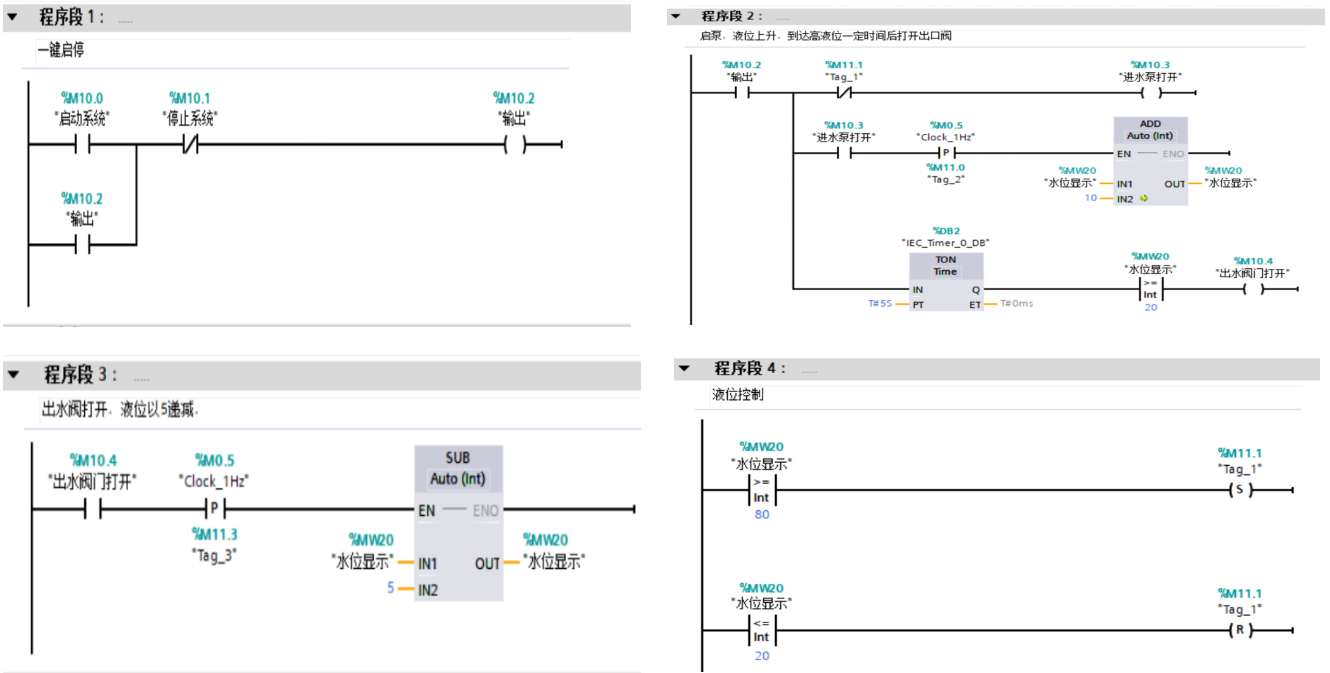 程序段 1： .....
一键启停
%M10.0
"启动系统"
%M10.1
"停止系统"
%M10.2
"输出"
%M10.2
"输出"
程序段 2： .....
启泵．液位上升．到达高液位一定时间后打开出口阀
%M10.2
"输出"
%M11.1
"Tag_1"
%M10.3
"进水泵打开"
%M10.3
"进水泵打开"
%M0.5
"Clock_1Hz"
P
%M11.0
"Tag_2"
ADD
Auto (Int)
EN
ENO
%MW20
"水位显示"
IN1
OUT
%MW20
"水位显示"
10
IN2
%DB2
"IEC_Timer_0_DB"
TON
Time
IN
Q
T#5S
PT
ET
T#0ms
%MW20
"水位显示"
>=
Int
20
%M10.4
"出水阀门打开"
程序段 3： .....
出水阀打开．液位以5递减．
%M10.4
"出水阀门打开"
%M0.5
"Clock_1Hz"
P
%M11.3
"Tag_3"
SUB
Auto (Int)
EN
ENO
%MW20
"水位显示"
IN1
OUT
%MW20
"水位显示"
5
IN2
程序段 4： .....
液位控制
%MW20
"水位显示"
>=
Int
80
%M11.1
"Tag_1"
S
%MW20
"水位显示"
<=
Int
20
%M11.1
"Tag_1"
R